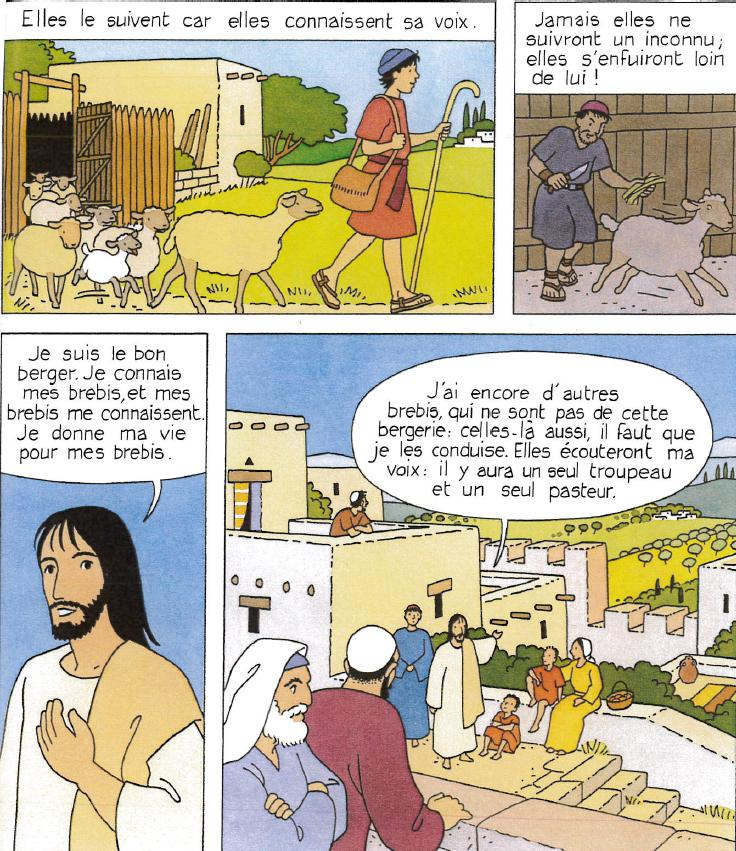 Elles le suivent car elles connaissent sa voix.
Jamais elles ne
suivront un inconnu;
elles s'enfuiront loin
de lui!
Je suis le bon
berger. Je connais
mes brebis, et mes
brebis me connaissent.
Je donne ma vie
pour mes brebis.
J'ai encore d'autres
brebis, qui ne sont pas de cette
bergerie: celles-là aussi, il faut que
je les conduise. Elles écouteront ma
voix: il y aura un seul troupeau
et un seul pasteur.